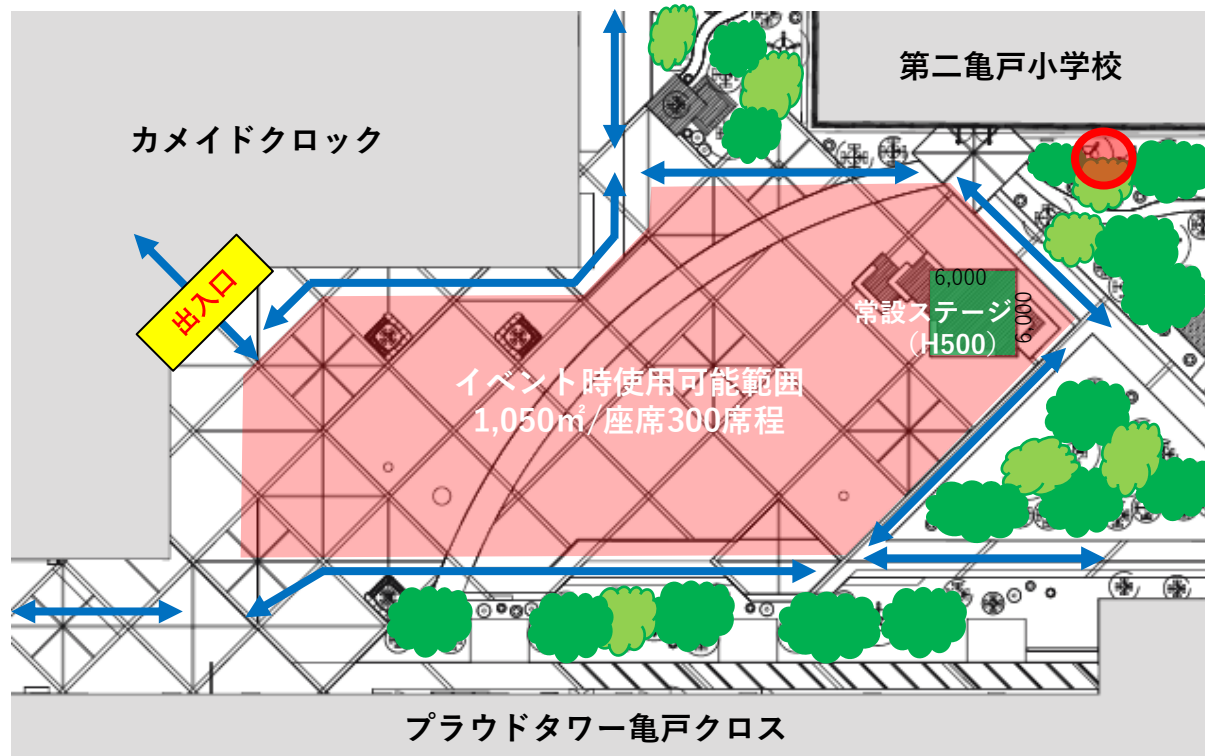 第二亀戸小学校
カメイドクロック
出入口
6,000
6,000
常設ステージ
（H500）
イベント時使用可能範囲
1,050㎡/座席300席程
プラウドタワー亀戸クロス